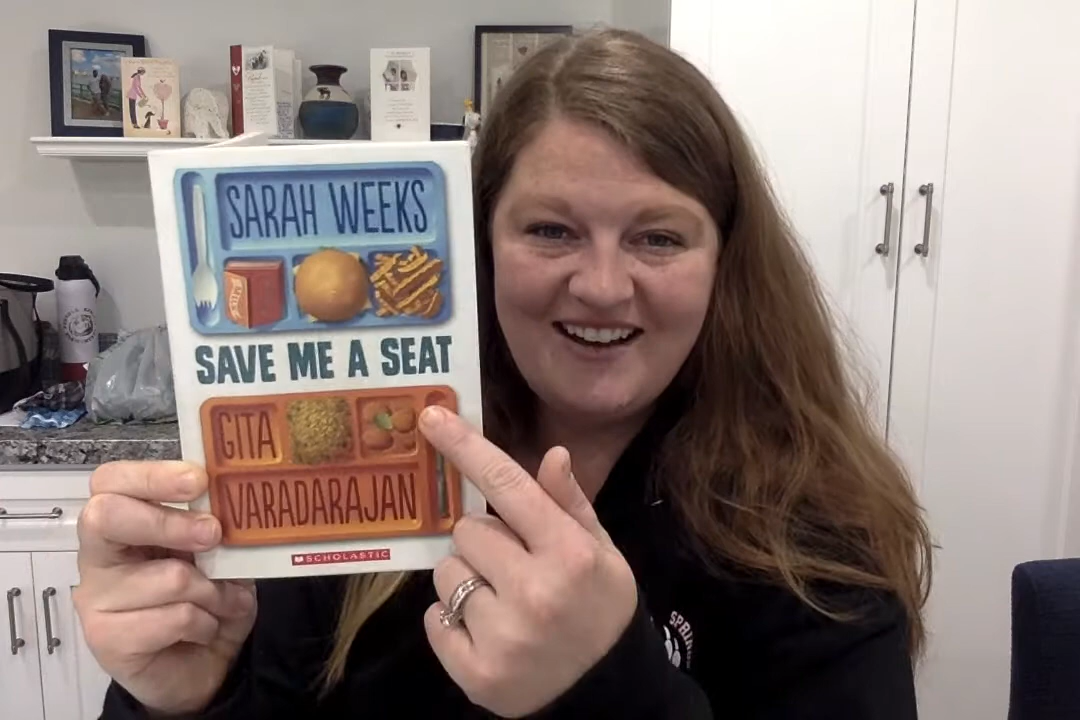 SARAH WEEKS
SAVE ME A SEAT
GITA
VARADARAJAN
SCHOLASTIC